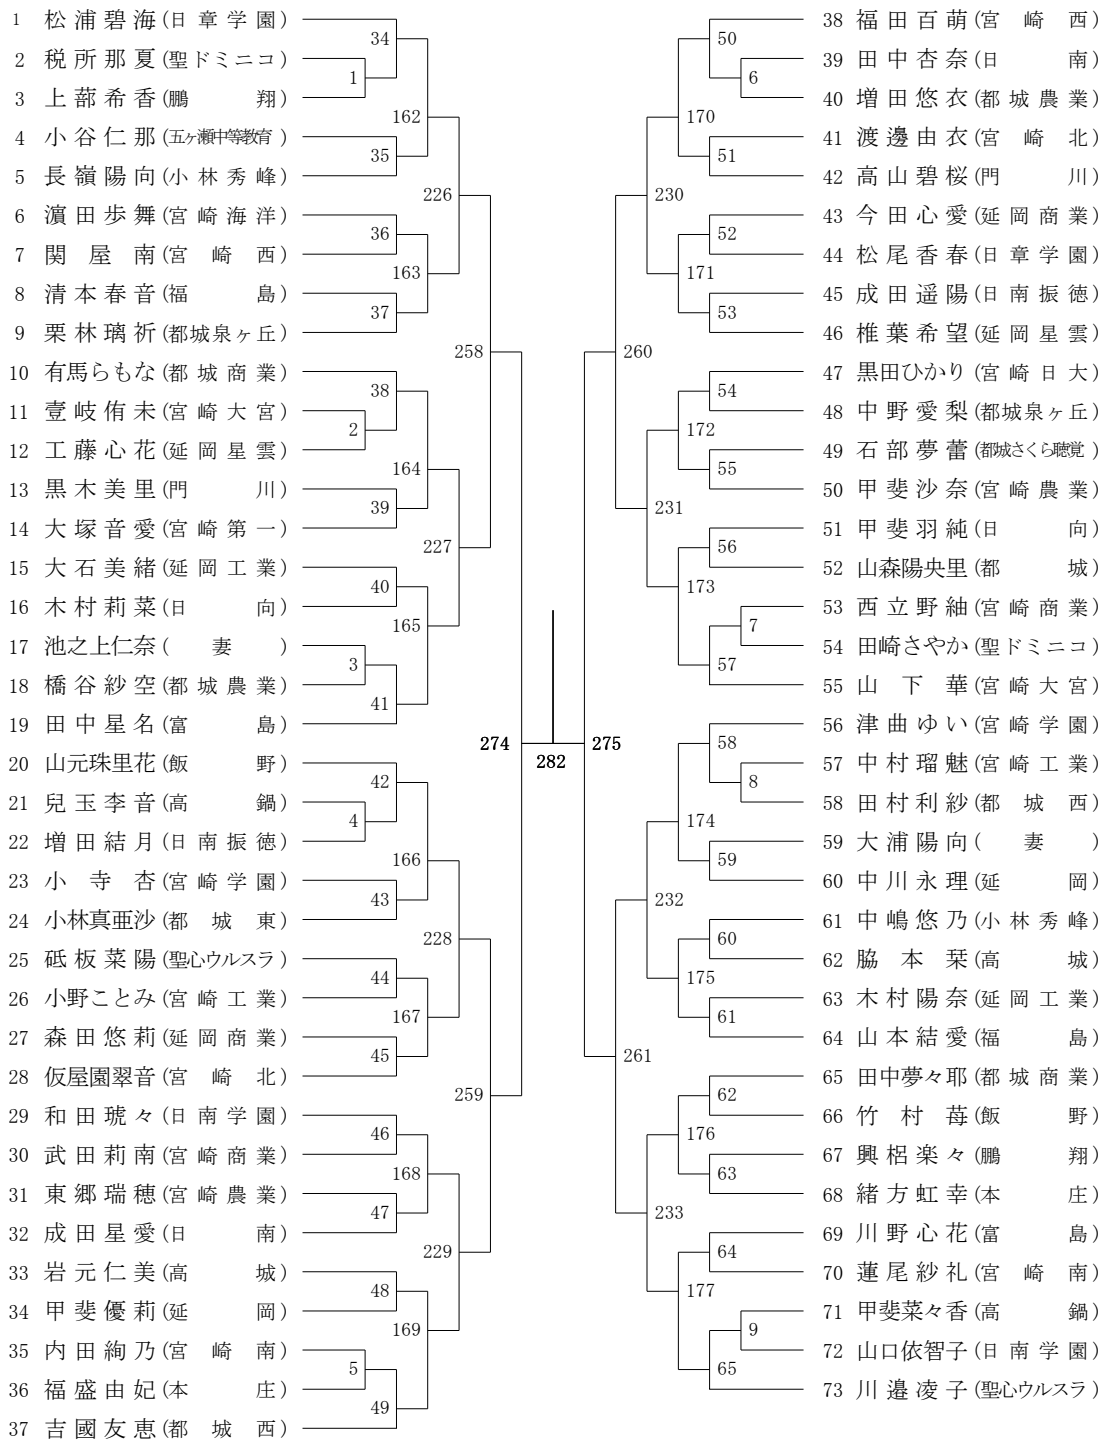 1 松浦碧海(日章学園)
2 税所那夏(聖ドミニコ)
3 上蔀希香(鵬翔)
4 小谷仁那(五ヶ瀬中等教育)
5 長嶺陽向(小林秀峰)
6 濵田歩舞(宮崎海洋)
7 関屋南(宮崎西)
8 清本春音(福島)
9 栗林璃祈(都城泉ヶ丘)
10 有馬らもな(都城商業)
11 壹岐侑未(宮崎大宮)
12 工藤心花(延岡星雲)
13 黒木美里(門川)
14 大塚音愛(宮崎第一)
15 大石美緒(延岡工業)
16 木村莉菜(日向)
17 池之上仁奈(妻)
18 橋谷紗空(都城農業)
19 田中星名(富島)
20 山元珠里花(飯野)
21 兒玉李音(高鍋)
22 増田結月(日南振徳)
23 小寺杏(宮崎学園)
24 小林真亜沙(都城東)
25 砥板菜陽(聖心ウルスラ)
26 小野ことみ(宮崎工業)
27 森田悠莉(延岡商業)
28 仮屋園翠音(宮崎北)
29 和田琥々(日南学園)
30 武田莉南(宮崎商業)
31 東郷瑞穂(宮崎農業)
32 成田星愛(日南)
33 岩元仁美(高城)
34 甲斐優莉(延岡)
35 内田絢乃(宮崎南)
36 福盛由妃(本庄)
37 吉國友恵(都城西)
34
1
162
35
226
36
163
37
258
38
2
164
39
227
40
165
3
41
274
42
4
166
43
228
44
167
45
259
46
168
47
229
48
169
5
49
282
275
50
6
170
51
230
52
171
53
260
54
172
55
231
56
173
7
57
58
8
174
59
232
60
175
61
261
62
176
63
233
64
177
9
65
38 福田百萌(宮崎西)
39 田中杏奈(日南)
40 増田悠衣(都城農業)
41 渡邊由衣(宮崎北)
42 高山碧桜(門川)
43 今田心愛(延岡商業)
44 松尾香春(日章学園)
45 成田遥陽(日南振徳)
46 椎葉希望(延岡星雲)
47 黒田ひかり(宮崎日大)
48 中野愛梨(都城泉ヶ丘)
49 石部夢蕾(都城さくら聴覚)
50 甲斐沙奈(宮崎農業)
51 甲斐羽純(日向)
52 山森陽央里(都城)
53 西立野紬(宮崎商業)
54 田崎さやか(聖ドミニコ)
55 山下華(宮崎大宮)
56 津曲ゆい(宮崎学園)
57 中村瑠魅(宮崎工業)
58 田村利紗(都城西)
59 大浦陽向(妻)
60 中川永理(延岡)
61 中嶋悠乃(小林秀峰)
62 脇本栞(高城)
63 木村陽奈(延岡工業)
64 山本結愛(福島)
65 田中夢々耶(都城商業)
66 竹村苺(飯野)
67 興梠楽々(鵬翔)
68 緒方虹幸(本庄)
69 川野心花(富島)
70 蓮尾紗礼(宮崎南)
71 甲斐菜々香(高鍋)
72 山口依智子(日南学園)
73 川邉凌子(聖心ウルスラ)